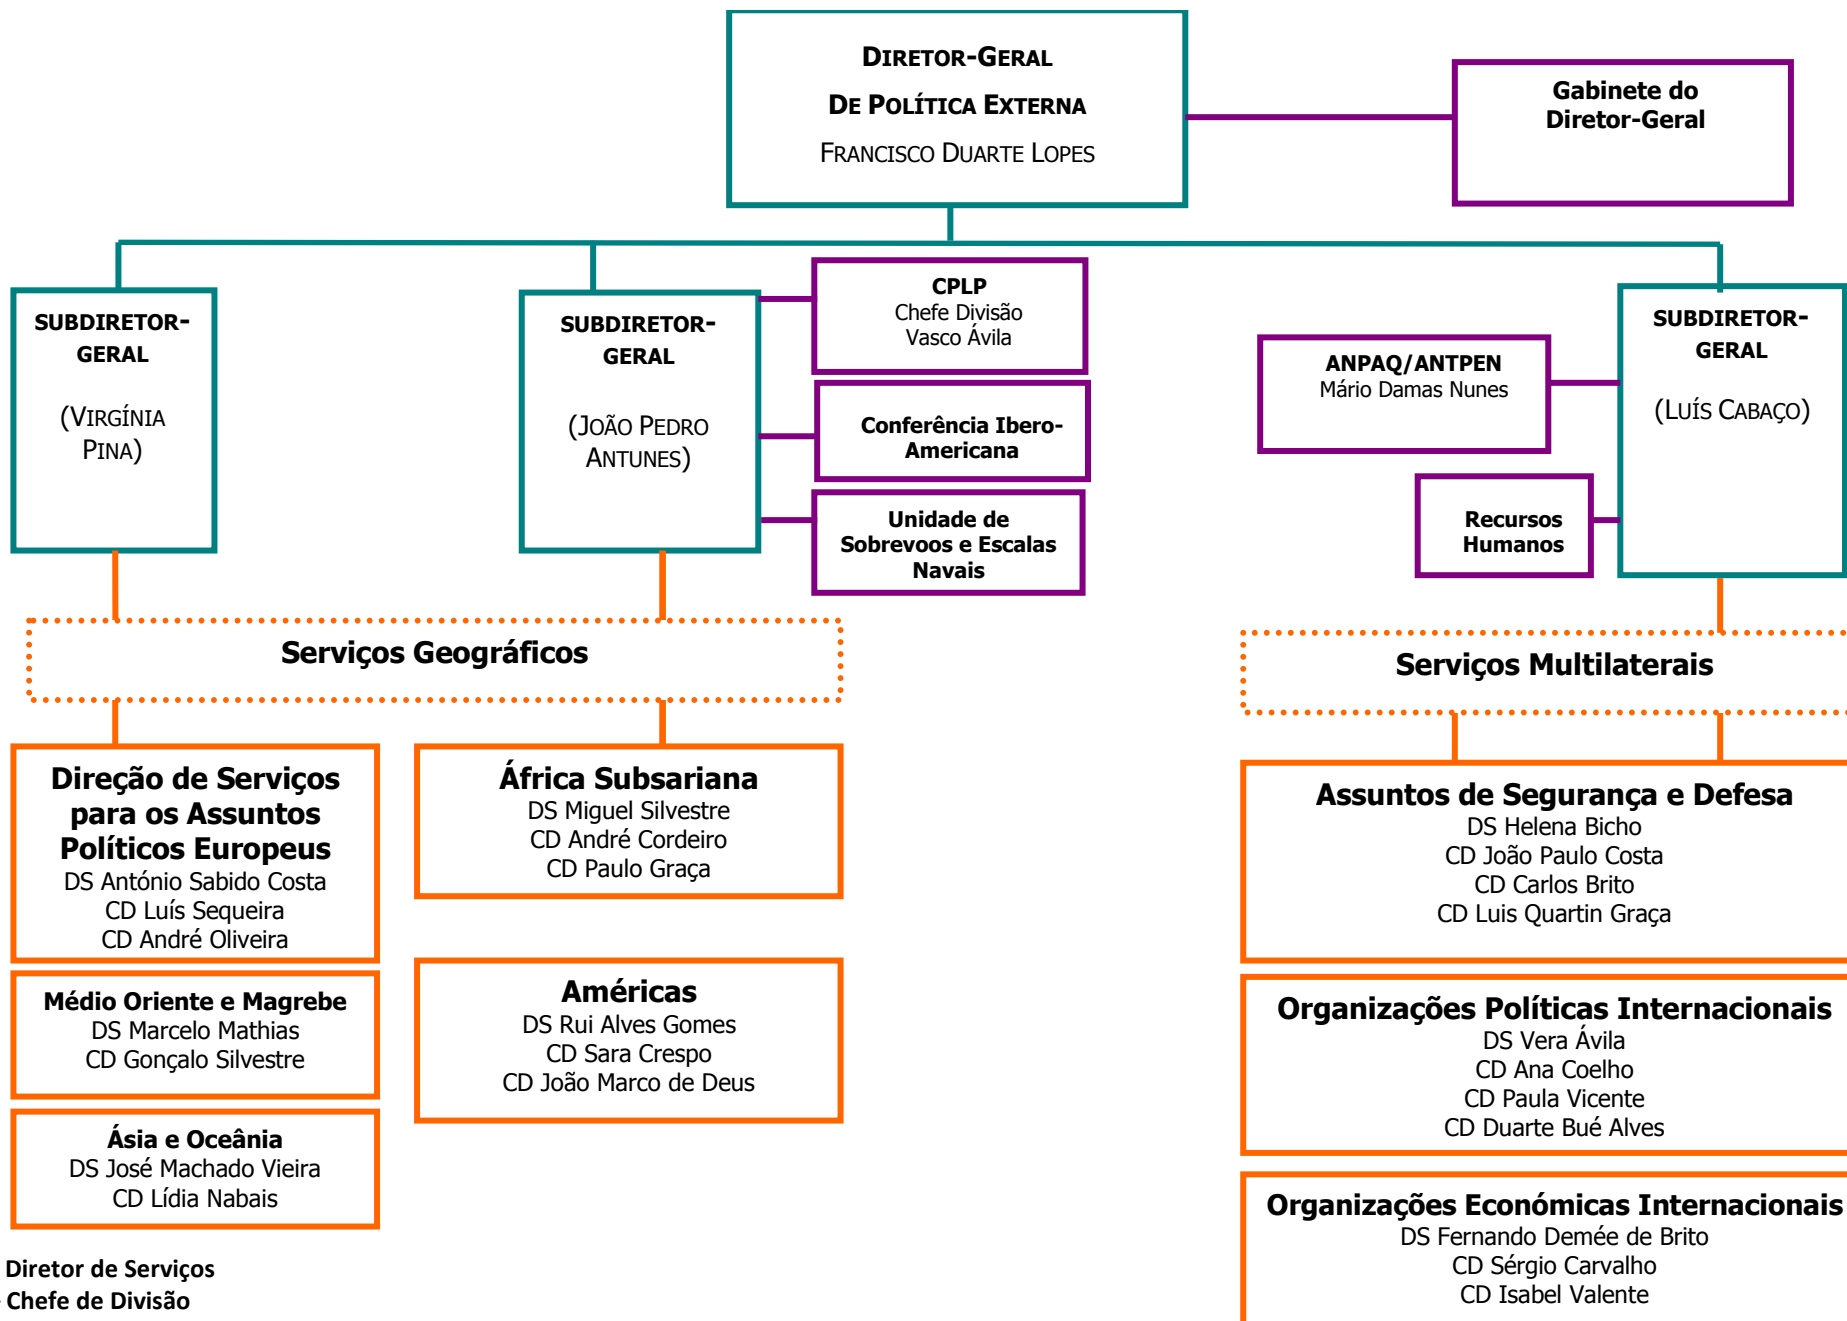 DIRETOR-GERAL
DE POLÍTICA EXTERNA
FRANCISCO DUARTE LOPES
Gabinete do
Diretor-Geral
SUBDIRETOR-
GERAL
(VIRGÍNIA
PINA)
SUBDIRETOR-
GERAL
(JOÃO PEDRO
ANTUNES)
CPLP
Chefe Divisão
Vasco Ávila
Conferência Ibero-
Americana
Unidade de
Sobrevoos e Escalas
Navais
ANPAQ/ANTPEN
Mário Damas Nunes
Recursos
Humanos
SUBDIRETOR-
GERAL
(LUÍS CABAÇO)
Serviços Geográficos
Serviços Multilaterais
Direção de Serviços
para os Assuntos
Políticos Europeus
DS António Sabido Costa
CD Luís Sequeira
CD André Oliveira
Médio Oriente e Magrebe
DS Marcelo Mathias
CD Gonçalo Silvestre
Ásia e Oceânia
DS José Machado Vieira
CD Lídia Nabais
África Subsariana
DS Miguel Silvestre
CD André Cordeiro
CD Paulo Graça
Américas
DS Rui Alves Gomes
CD Sara Crespo
CD João Marco de Deus
Assuntos de Segurança e Defesa
DS Helena Bicho
CD João Paulo Costa
CD Carlos Brito
CD Luis Quartin Graça
Organizações Políticas Internacionais
DS Vera Ávila
CD Ana Coelho
CD Paula Vicente
CD Duarte Bué Alves
Organizações Económicas Internacionais
DS Fernando Demée de Brito
CD Sérgio Carvalho
CD Isabel Valente
Diretor de Serviços
Chefe de Divisão